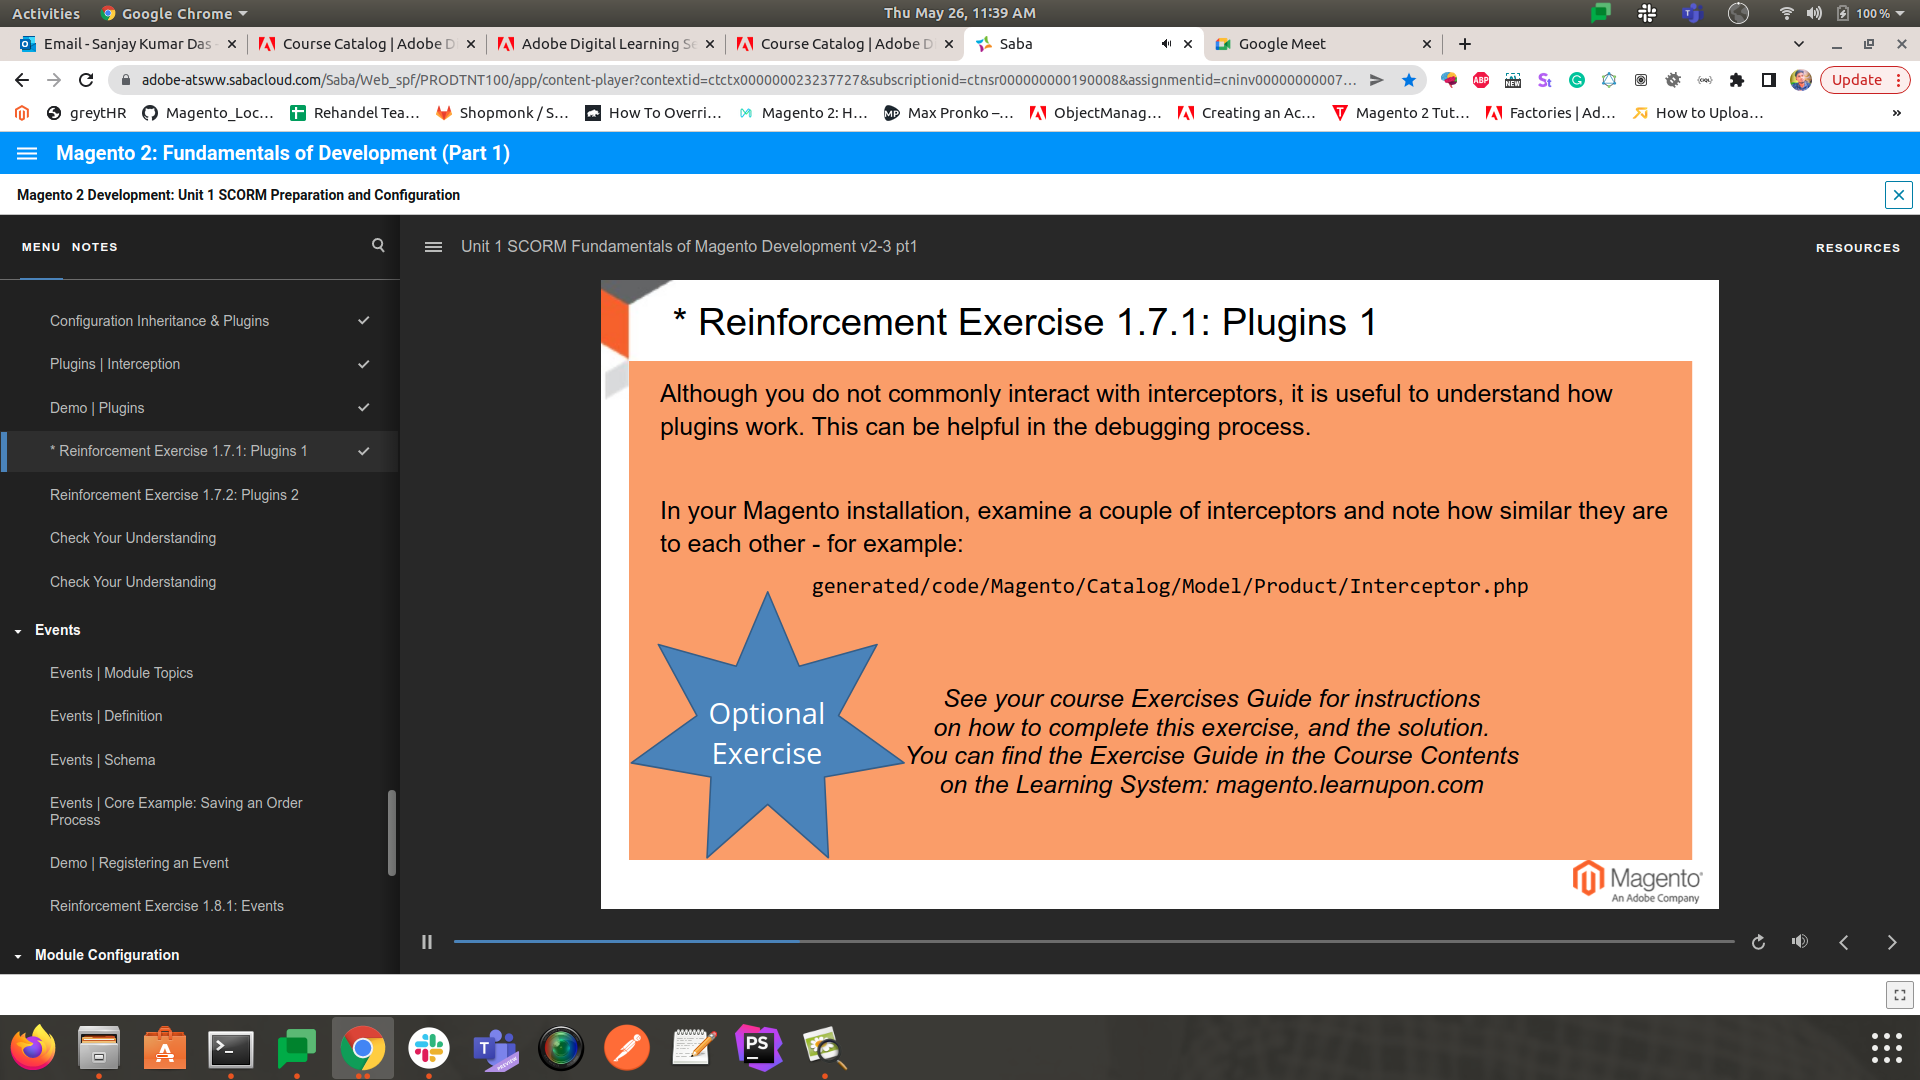 Activities
Google Chrome
Thu May 26, 11:39 AM
100 %
Email - Sanjay Kumar Das -
Course Catalog | Adobe D
Adobe Digital Learning Se
Course Catalog | Adobe D
Saba
Google Meet
adobe-atsww.sabacloud.com/Saba/Web_spf/PRODTNT100/app/content-player?contextid=ctctx000000023237727&subscriptionid=ctnsr000000000190008&assignmentid=cninv00000000007...
ABP
NEW
Update
greytHR
Magento_Loc...
Rehandel Tea...
Shopmonk / S...
How To Overri...
Magento 2: H...
Max Pronko –...
ObjectManag...
Creating an Ac...
Magento 2 Tut...
Factories | Ad...
How to Uploa...
»
Magento 2: Fundamentals of Development (Part 1)
Magento 2 Development: Unit 1 SCORM Preparation and Configuration
MENU
NOTES
Unit 1 SCORM Fundamentals of Magento Development v2-3 pt1
RESOURCES
Configuration Inheritance & Plugins
Plugins | Interception
Demo | Plugins
* Reinforcement Exercise 1.7.1: Plugins 1
Reinforcement Exercise 1.7.2: Plugins 2
Check Your Understanding
Check Your Understanding
Events
Events | Module Topics
Events | Definition
Events | Schema
Events | Core Example: Saving an Order
Process
Demo | Registering an Event
Reinforcement Exercise 1.8.1: Events
Module Configuration
* Reinforcement Exercise 1.7.1: Plugins 1
Although you do not commonly interact with interceptors, it is useful to understand how
plugins work. This can be helpful in the debugging process.
In your Magento installation, examine a couple of interceptors and note how similar they are
to each other - for example:
generated/code/Magento/Catalog/Model/Product/Interceptor.php
Optional
Exercise
See your course Exercises Guide for instructions
on how to complete this exercise, and the solution.
You can find the Exercise Guide in the Course Contents
on the Learning System: magento.learnupon.com
Magento
An Adobe Company
PS